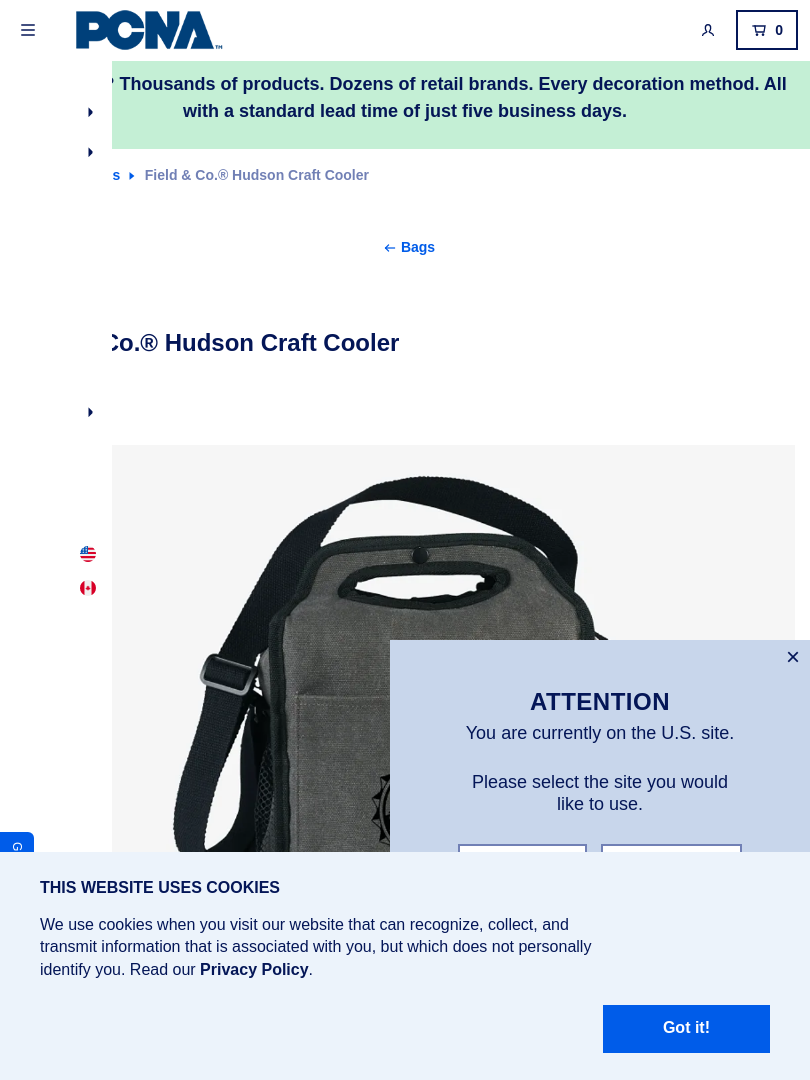 PCNA™
0
? Thousands of products. Dozens of retail brands. Every decoration method. All
with a standard lead time of just five business days.
s Field & Co.® Hudson Craft Cooler
Bags
Co.® Hudson Craft Cooler
ATTENTION
You are currently on the U.S. site.
Please select the site you would
like to use.
G
THIS WEBSITE USES COOKIES
We use cookies when you visit our website that can recognize, collect, and
transmit information that is associated with you, but which does not personally
identify you. Read our Privacy Policy.
Got it!